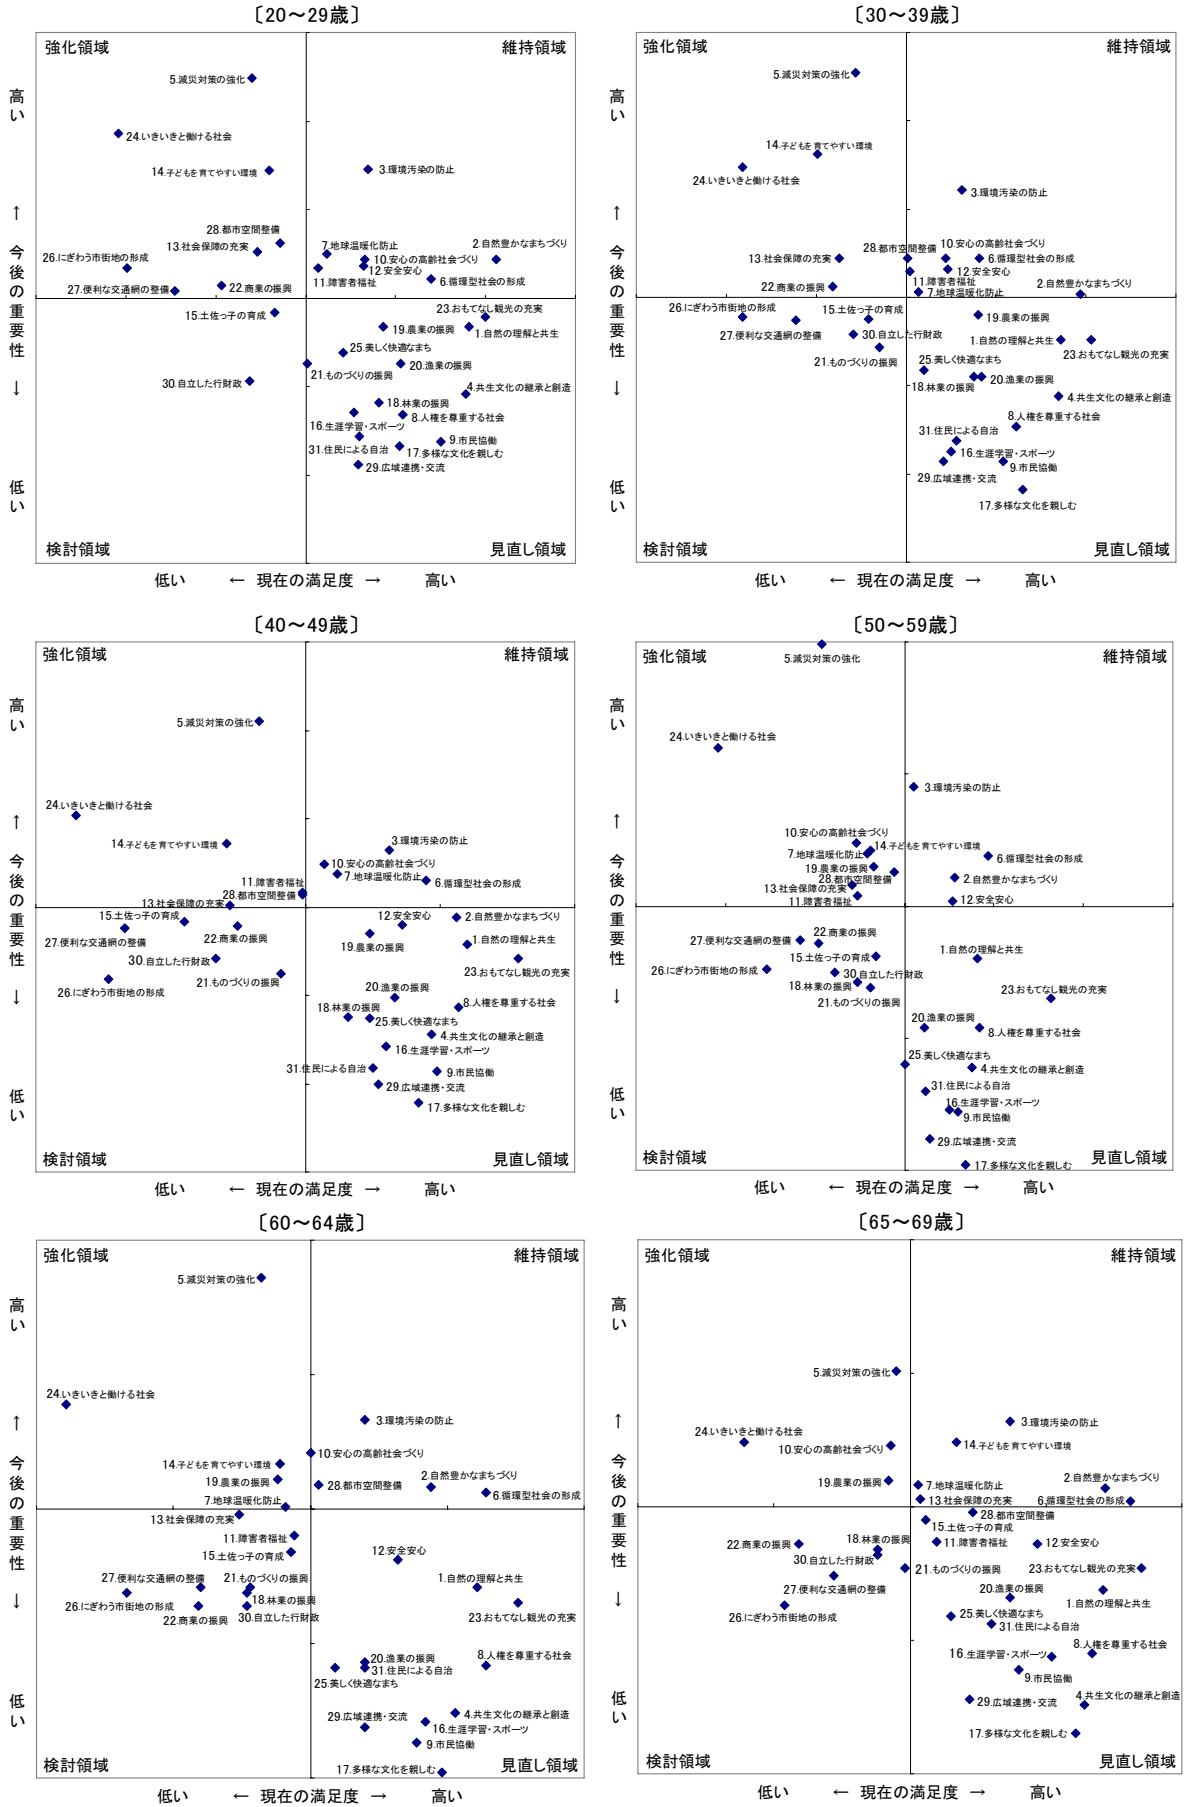 〔20～29歳〕
強化領域
維持領域
5.減災対策の強化
24.いきいきと働ける社会
14.子どもを育てやすい環境
3.環境汚染の防止
28.都市空間整備
13.社会保障の充実
7.地球温暖化防止
2.自然豊かなまちづくり
26.にぎわう市街地の形成
10.安心の高齢社会づくり
12.安全安心
11.障害者福祉
6.循環型社会の形成
27.便利な交通網の整備
22.商業の振興
15.土佐っ子の育成
23.おもてなし観光の充実
19.農業の振興
1.自然の理解と共生
25.美しく快適なまち
21.ものづくりの振興
20.漁業の振興
30.自立した行財政
4.共生文化の継承と創造
18.林業の振興
8.人権を尊重する社会
16.生涯学習・スポーツ
31.住民による自治
9.市民協働
17.多様な文化を親しむ
29.広域連携・交流
検討領域
見直し領域
高い
↑
今後の重要性
↓
低い
低い ← 現在の満足度 → 高い
〔30～39歳〕
強化領域
維持領域
5.減災対策の強化
14.子どもを育てやすい環境
24.いきいきと働ける社会
3.環境汚染の防止
28.都市空間整備
10.安心の高齢社会づくり
13.社会保障の充実
6.循環型社会の形成
12.安全安心
11.障害者福祉
22.商業の振興
7.地球温暖化防止
2.自然豊かなまちづくり
26.にぎわう市街地の形成
15.土佐っ子の育成
19.農業の振興
27.便利な交通網の整備
30.自立した行財政
1.自然の理解と共生
21.ものづくりの振興
23.おもてなし観光の充実
25.美しく快適なまち
18.林業の振興
20.漁業の振興
4.共生文化の継承と創造
8.人権を尊重する社会
31.住民による自治
16.生涯学習・スポーツ
9.市民協働
29.広域連携・交流
17.多様な文化を親しむ
検討領域
見直し領域
高い
↑
今後の重要性
↓
低い
低い ← 現在の満足度 → 高い
〔40～49歳〕
強化領域
維持領域
5.減災対策の強化
24.いきいきと働ける社会
14.子どもを育てやすい環境
3.環境汚染の防止
10.安心の高齢社会づくり
7.地球温暖化防止
6.循環型社会の形成
11.障害者福祉
28.都市空間整備
13.社会保障の充実
15.土佐っ子の育成
12.安全安心
2.自然豊かなまちづくり
27.便利な交通網の整備
22.商業の振興
19.農業の振興
1.自然の理解と共生
30.自立した行財政
23.おもてなし観光の充実
26.にぎわう市街地の形成
21.ものづくりの振興
20.漁業の振興
18.林業の振興
8.人権を尊重する社会
25.美しく快適なまち
4.共生文化の継承と創造
16.生涯学習・スポーツ
31.住民による自治
9.市民協働
29.広域連携・交流
17.多様な文化を親しむ
検討領域
見直し領域
高い
↑
今後の重要性
↓
低い
低い ← 現在の満足度 → 高い
〔50～59歳〕
強化領域
維持領域
5.減災対策の強化
24.いきいきと働ける社会
3.環境汚染の防止
10.安心の高齢社会づくり
14.子どもを育てやすい環境
7.地球温暖化防止
6.循環型社会の形成
19.農業の振興
28.都市空間整備
2.自然豊かなまちづくり
13.社会保障の充実
11.障害者福祉
12.安全安心
22.商業の振興
27.便利な交通網の整備
15.土佐っ子の育成
1.自然の理解と共生
26.にぎわう市街地の形成
30.自立した行財政
18.林業の振興
21.ものづくりの振興
23.おもてなし観光の充実
20.漁業の振興
8.人権を尊重する社会
25.美しく快適なまち
4.共生文化の継承と創造
31.住民による自治
16.生涯学習・スポーツ
9.市民協働
29.広域連携・交流
17.多様な文化を親しむ
検討領域
見直し領域
高い
↑
今後の重要性
↓
低い
低い ← 現在の満足度 → 高い
〔60～64歳〕
強化領域
維持領域
5.減災対策の強化
24.いきいきと働ける社会
3.環境汚染の防止
10.安心の高齢社会づくり
14.子どもを育てやすい環境
19.農業の振興
28.都市空間整備
2.自然豊かなまちづくり
6.循環型社会の形成
7.地球温暖化防止
13.社会保障の充実
11.障害者福祉
15.土佐っ子の育成
12.安全安心
27.便利な交通網の整備
21.ものづくりの振興
1.自然の理解と共生
26.にぎわう市街地の形成
18.林業の振興
22.商業の振興
30.自立した行財政
23.おもてなし観光の充実
20.漁業の振興
31.住民による自治
8.人権を尊重する社会
25.美しく快適なまち
29.広域連携・交流
4.共生文化の継承と創造
16.生涯学習・スポーツ
9.市民協働
17.多様な文化を親しむ
検討領域
見直し領域
高い
↑
今後の重要性
↓
低い
低い ← 現在の満足度 → 高い
〔65～69歳〕
強化領域
維持領域
5.減災対策の強化
3.環境汚染の防止
24.いきいきと働ける社会
14.子どもを育てやすい環境
10.安心の高齢社会づくり
19.農業の振興
7.地球温暖化防止
2.自然豊かなまちづくり
13.社会保障の充実
6.循環型社会の形成
28.都市空間整備
15.土佐っ子の育成
18.林業の振興
22.商業の振興
11.障害者福祉
12.安全安心
30.自立した行財政
21.ものづくりの振興
23.おもてなし観光の充実
27.便利な交通網の整備
20.漁業の振興
1.自然の理解と共生
26.にぎわう市街地の形成
25.美しく快適なまち
31.住民による自治
8.人権を尊重する社会
16.生涯学習・スポーツ
9.市民協働
29.広域連携・交流
4.共生文化の継承と創造
17.多様な文化を親しむ
検討領域
見直し領域
高い
↑
今後の重要性
↓
低い
低い ← 現在の満足度 → 高い